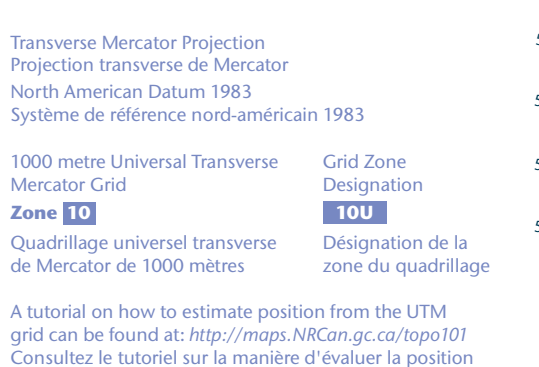 Transverse Mercator Projection
Projection transverse de Mercator
North American Datum 1983
Système de référence nord-américain 1983
1000 metre Universal Transverse
Mercator Grid
Zone 10
Quadrillage universel transverse
de Mercator de 1000 mètres
Grid Zone
Designation
10U
Désignation de la
zone du quadrillage
A tutorial on how to estimate position from the UTM
grid can be found at: http://maps.NRCan.gc.ca/topo101
Consultez le tutoriel sur la manière d'évaluer la position